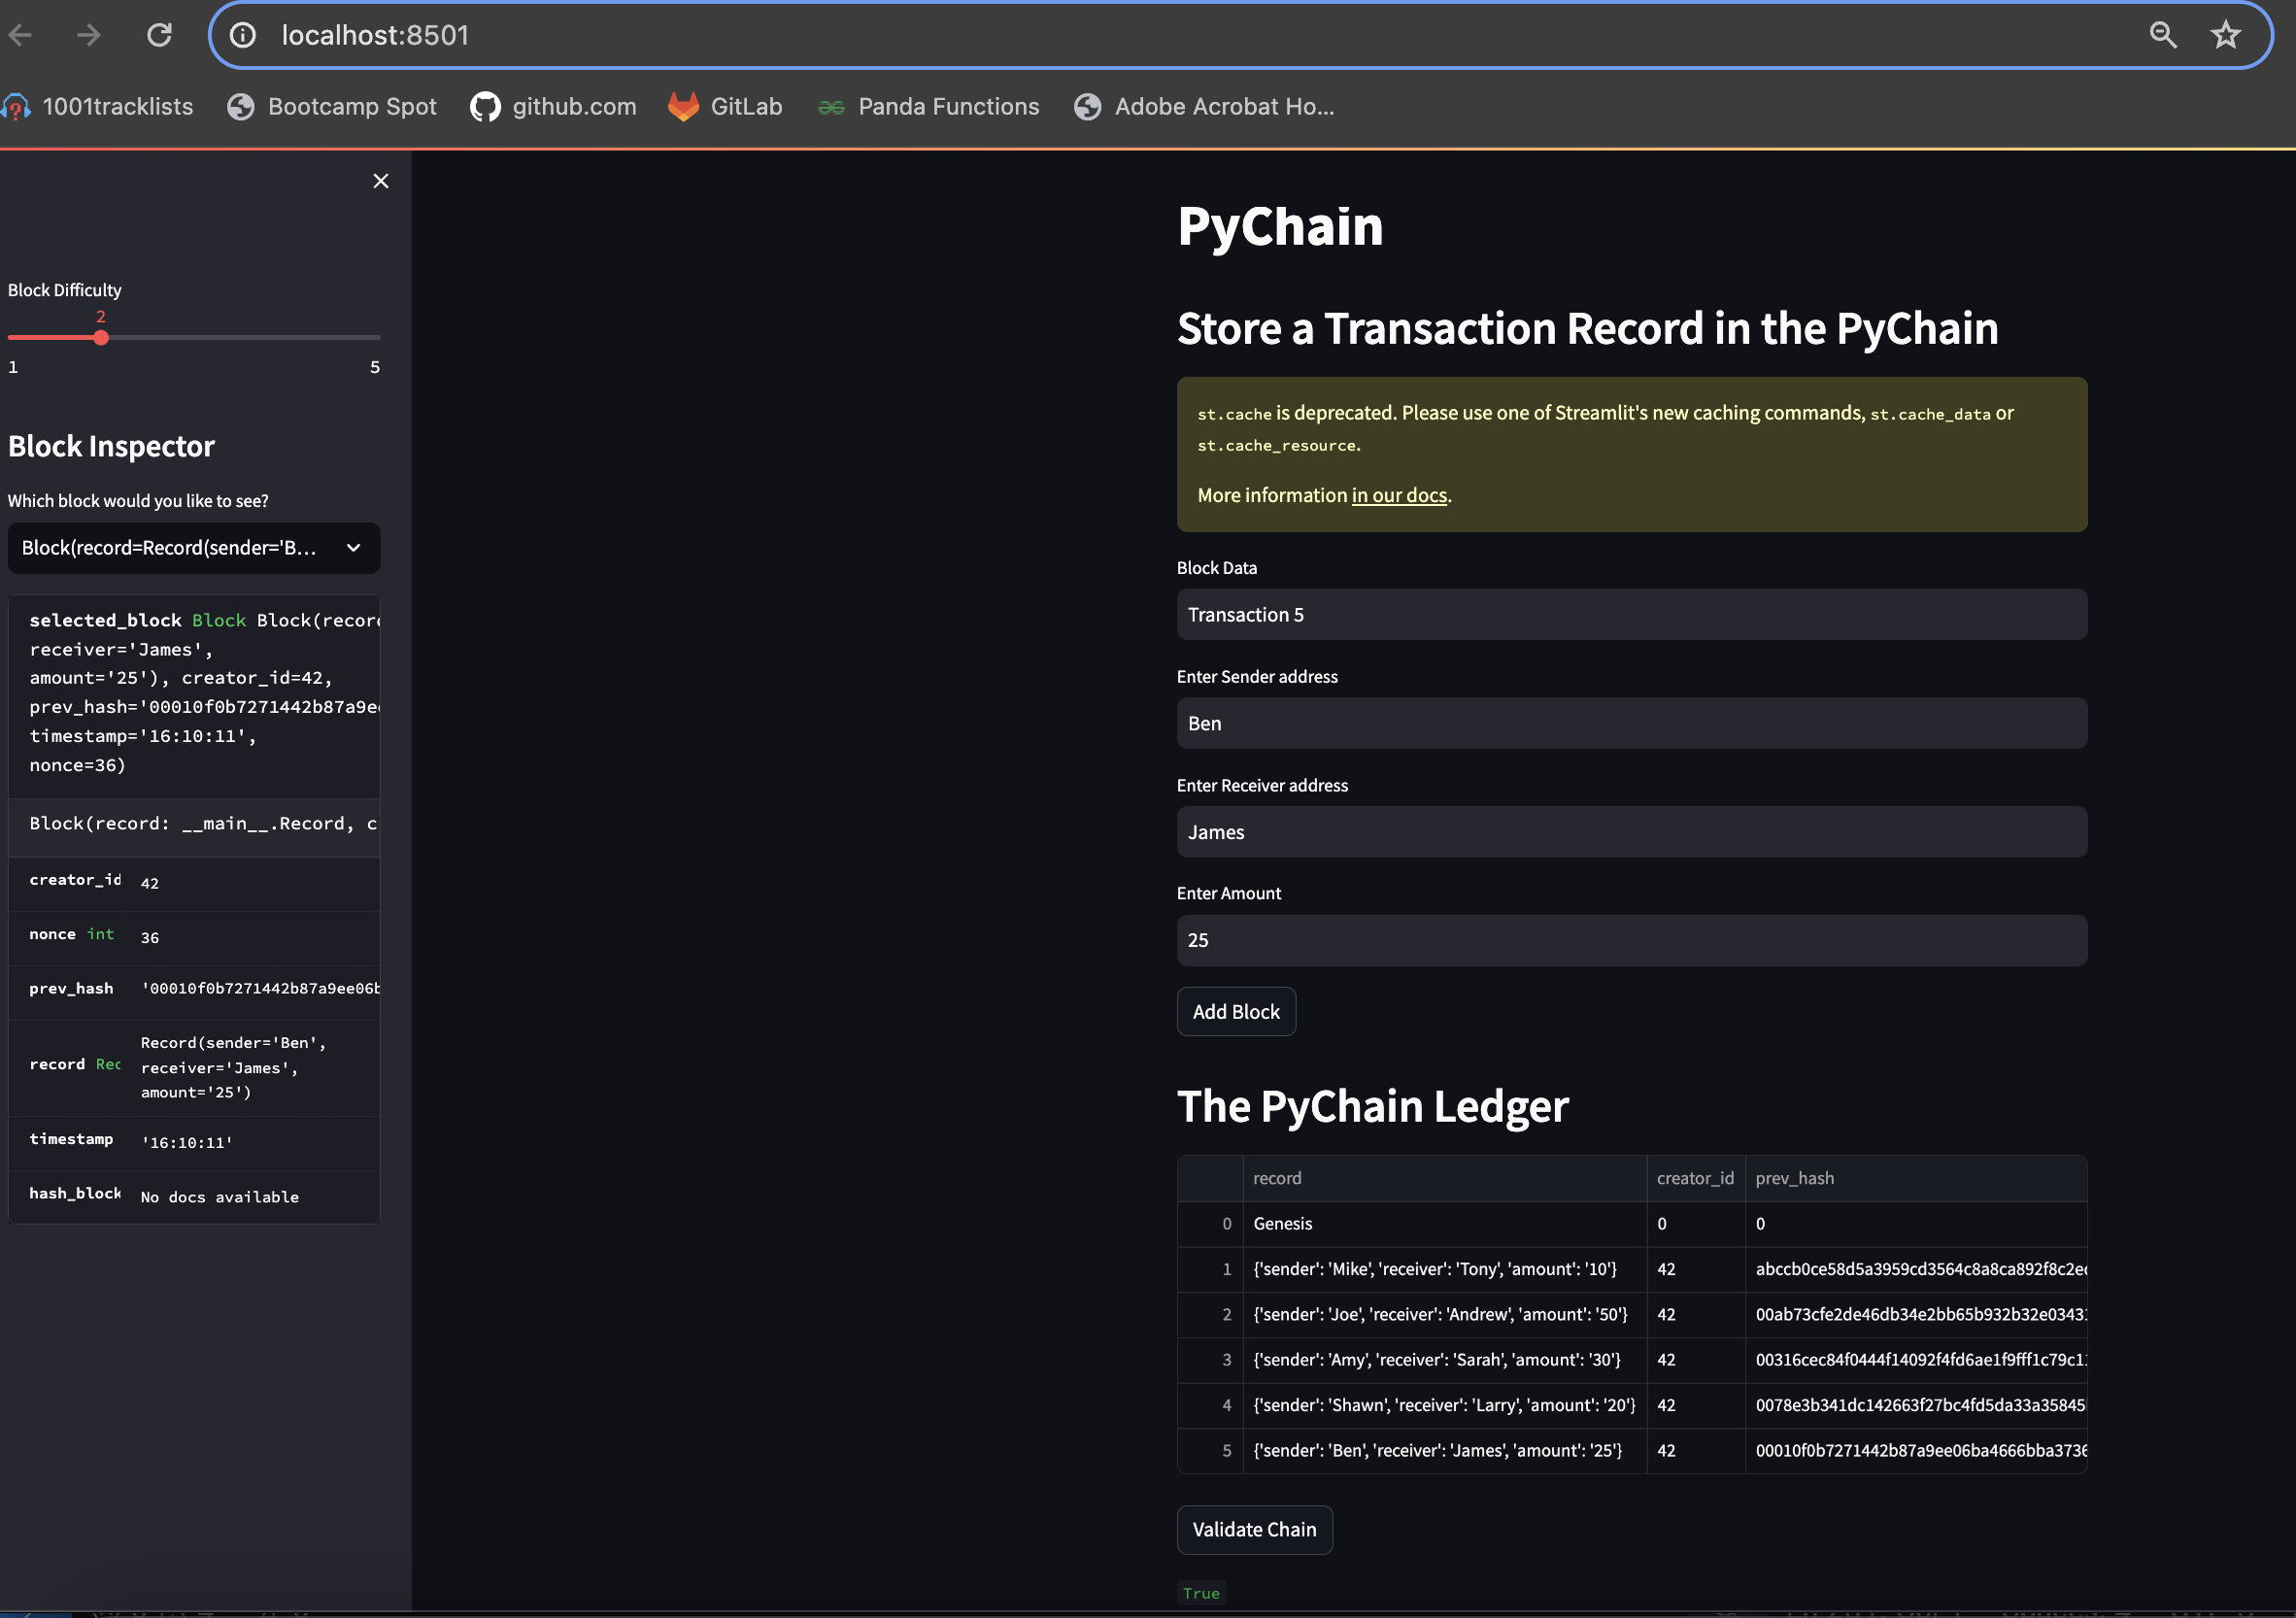 localhost:8501
1001tracklists
Bootcamp Spot
github.com
GitLab
Panda Functions
Adobe Acrobat Ho...
Block Difficulty
2
1
5
Block Inspector
Which block would you like to see?
Block(record=Record(sender='B...
selected_block Block Block(recor
receiver='James',
amount='25'), creator_id=42,
prev_hash='00010f0b7271442b87a9e
timestamp='16:10:11',
nonce=36)
Block(record: __main__.Record, c
creator_id 42
nonce int 36
prev_hash '00010f0b7271442b87a9ee06b
record Rec Record(sender='Ben',
receiver='James',
amount='25')
timestamp '16:10:11'
hash_block No docs available
PyChain
Store a Transaction Record in the PyChain
st.cache is deprecated. Please use one of Streamlit's new caching commands, st.cache_data or
st.cache_resource.
More information in our docs.
Block Data
Transaction 5
Enter Sender address
Ben
Enter Receiver address
James
Enter Amount
25
Add Block
The PyChain Ledger
record creator_id prev_hash
0 Genesis 0 0
1 {'sender': 'Mike', 'receiver': 'Tony', 'amount': '10'} 42 abccb0ce58d5a3959cd3564c8a8ca892f8c2e
2 {'sender': 'Joe', 'receiver': 'Andrew', 'amount': '50'} 42 00ab73cfe2de46db34e2bb65b932b32e0343
3 {'sender': 'Amy', 'receiver': 'Sarah', 'amount': '30'} 42 00316cec84f0444f14092f4fd6ae1f9fff1c79c1
4 {'sender': 'Shawn', 'receiver': 'Larry', 'amount': '20'} 42 0078e3b341dc142663f27bc4fd5da33a35845
5 {'sender': 'Ben', 'receiver': 'James', 'amount': '25'} 42 00010f0b7271442b87a9ee06ba4666bba3736
Validate Chain
True